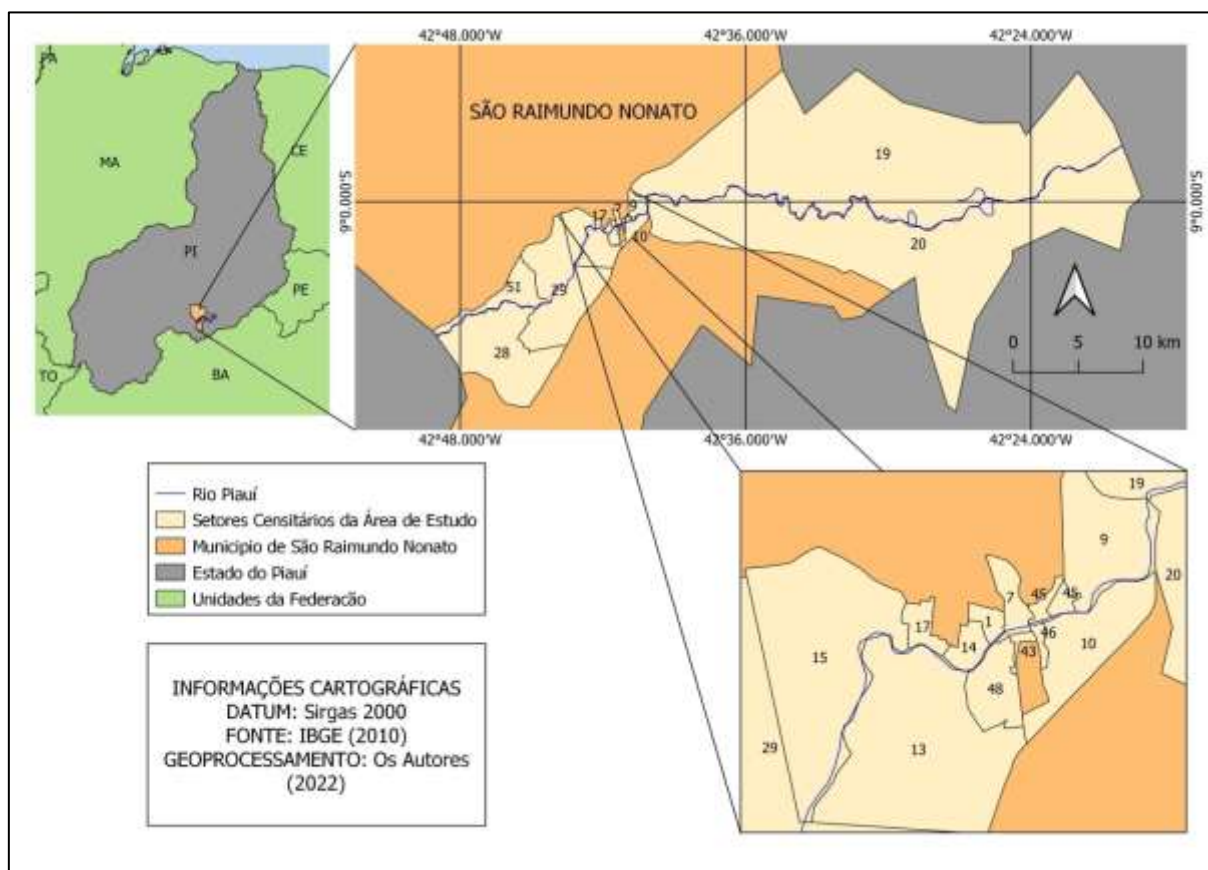 PA
MA
CE
PI
PE
TO
BA
42°48.000'W
42°36.000'W
42°24.000'W
SÃO RAIMUNDO NONATO
19
9°0.000'S
9°0.000'S
17
7
9
10
20
51
29
28
0 5 10 km
42°48.000'W
42°36.000'W
42°24.000'W
Rio Piauí
Setores Censitários da Área de Estudo
Municipio de São Raimundo Nonato
Estado do Piauí
Unidades da Federacão
INFORMAÇÕES CARTOGRÁFICAS
DATUM: Sirgas 2000
FONTE: IBGE (2010)
GEOPROCESSAMENTO: Os Autores
(2022)
19
9
20
7
45
45
17
1
46
14
43
10
15
48
29
13